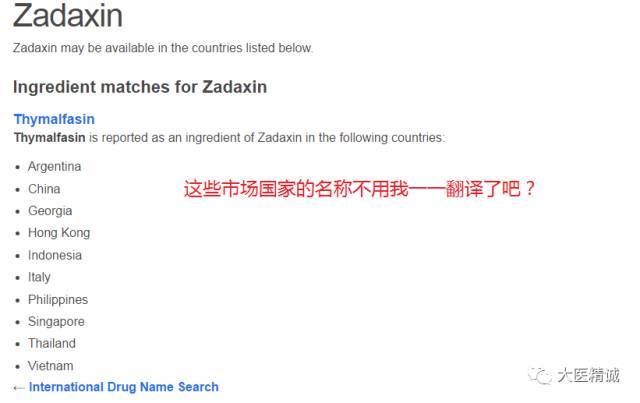 Zadaxin
Zadaxin may be available in the countries listed below.
Ingredient matches for Zadaxin
Thymalfasin
Thymalfasin is reported as an ingredient of Zadaxin in the following countries:
• Argentina
• China
这些市场国家的名称不用我一一翻译了吧？
• Georgia
• Hong Kong
• Indonesia
• Italy
• Philippines
• Singapore
• Thailand
• Vietnam
← International Drug Name Search
大医精诚